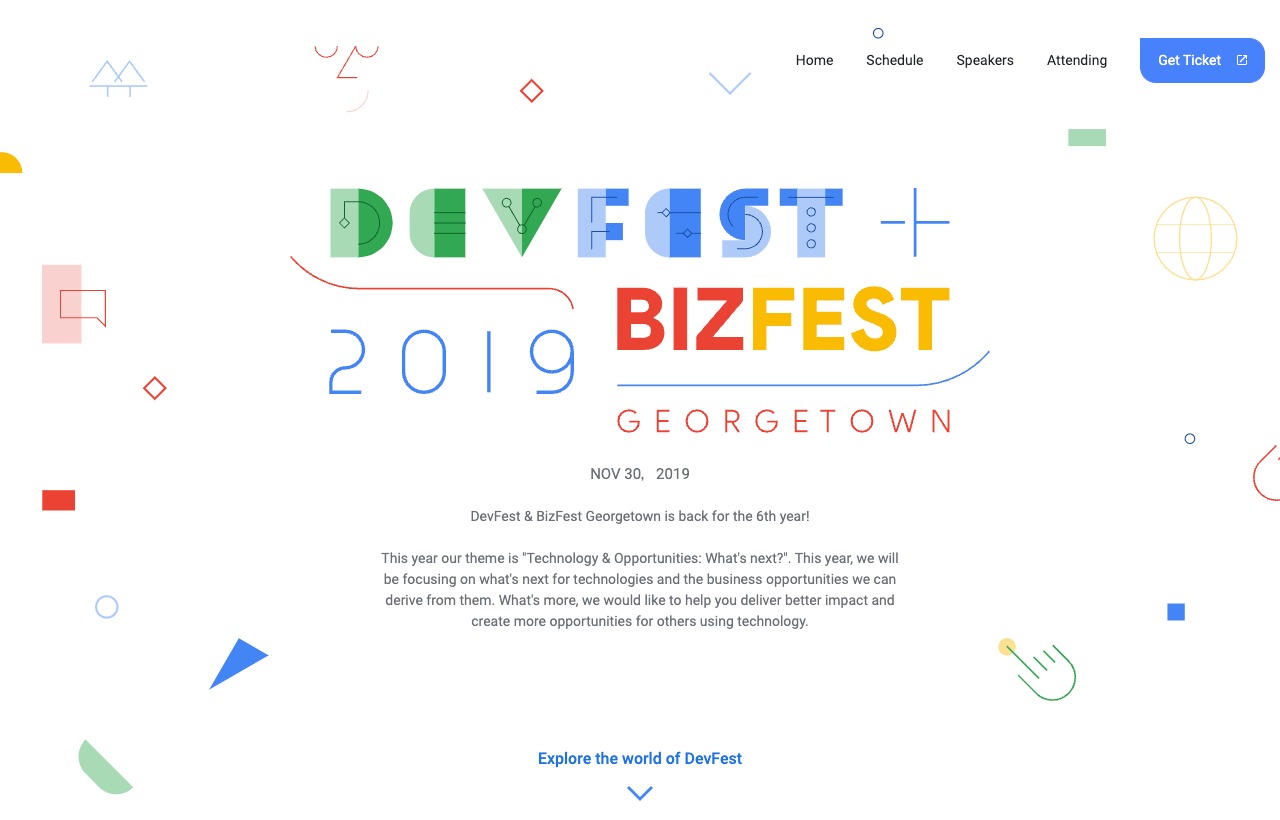 Home Schedule Speakers Attending Get Ticket
DEVFEST +
BIZFEST
2019
GEORGETOWN
NOV 30, 2019
DevFest & BizFest Georgetown is back for the 6th year!
This year our theme is "Technology & Opportunities: What's next?". This year, we will
be focusing on what's next for technologies and the business opportunities we can
derive from them. What's more, we would like to help you deliver better impact and
create more opportunities for others using technology.
Explore the world of DevFest